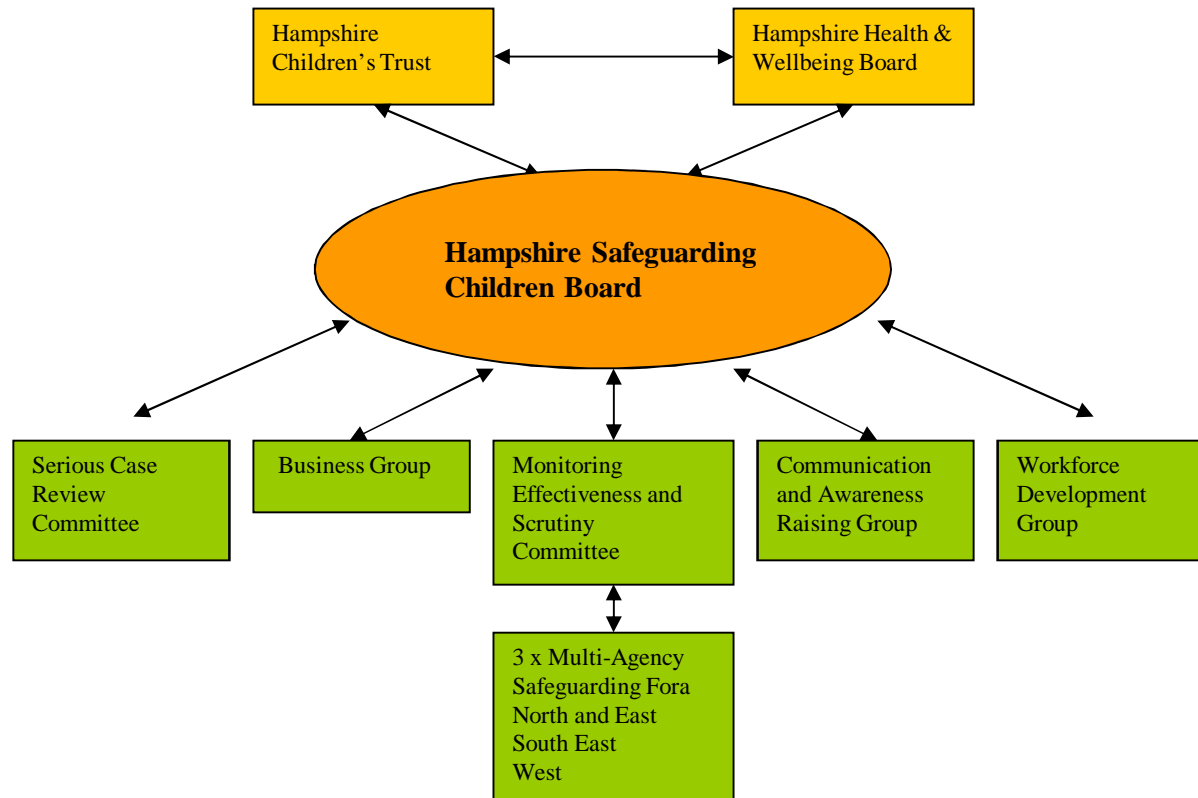 Hampshire
Children's Trust
Hampshire Health &
Wellbeing Board
Hampshire Safeguarding
Children Board
Serious Case
Review
Committee
Business Group
Monitoring
Effectiveness and
Scrutiny
Committee
Communication
and Awareness
Raising Group
Workforce
Development
Group
3 x Multi-Agency
Safeguarding Fora
North and East
South East
West